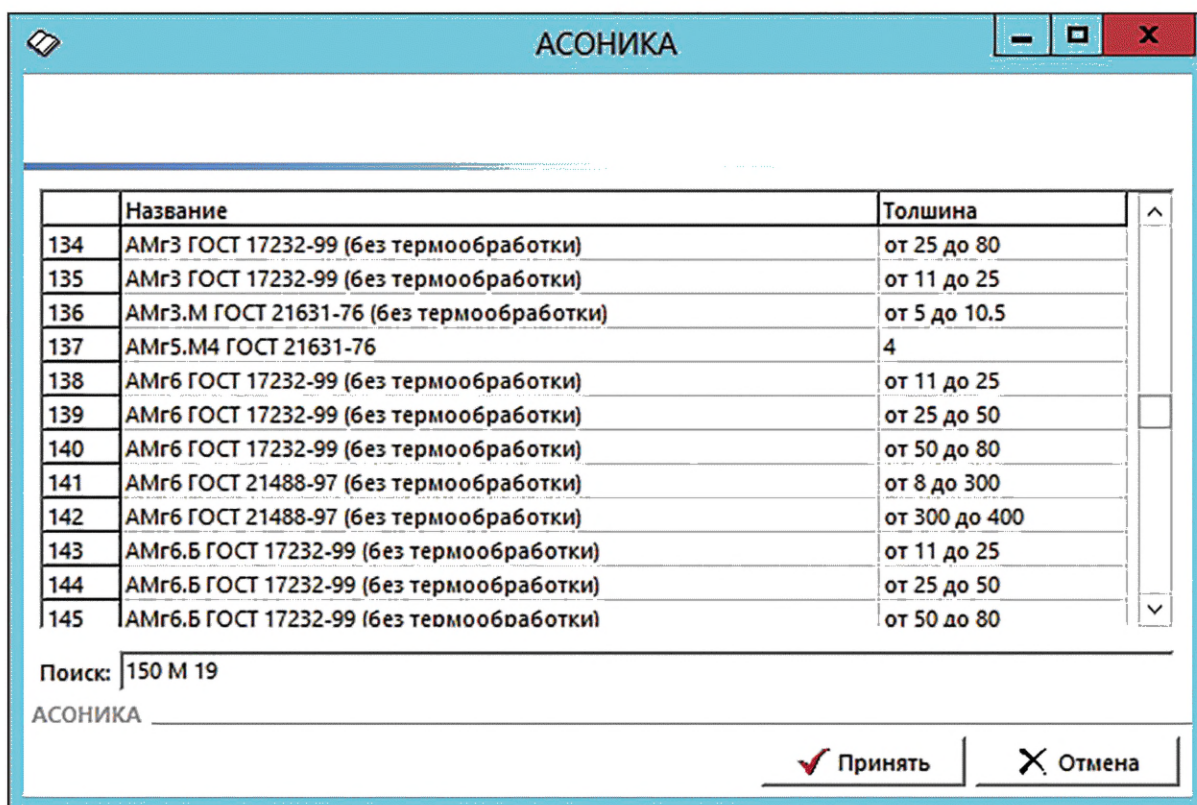 АСОНИКА
Название Толшина
134 АМг3 ГОСТ 17232-99 (без термообработки) от 25 до 80
135 АМг3 ГОСТ 17232-99 (без термообработки) от 11 до 25
136 АМг3.М ГОСТ 21631-76 (без термообработки) от 5 до 10.5
137 АМг5.М4 ГОСТ 21631-76 4
138 АМг6 ГОСТ 17232-99 (без термообработки) от 11 до 25
139 АМг6 ГОСТ 17232-99 (без термообработки) от 25 до 50
140 АМг6 ГОСТ 17232-99 (без термообработки) от 50 до 80
141 АМг6 ГОСТ 21488-97 (без термообработки) от 8 до 300
142 АМг6 ГОСТ 21488-97 (без термообработки) от 300 до 400
143 АМг6.Б ГОСТ 17232-99 (без термообработки) от 11 до 25
144 АМг6.Б ГОСТ 17232-99 (без термообработки) от 25 до 50
145 АМг6.Б ГОСТ 17232-99 (без термообработки) от 50 до 80
Поиск: 150 М 19
АСОНИКА
Принять Отмена